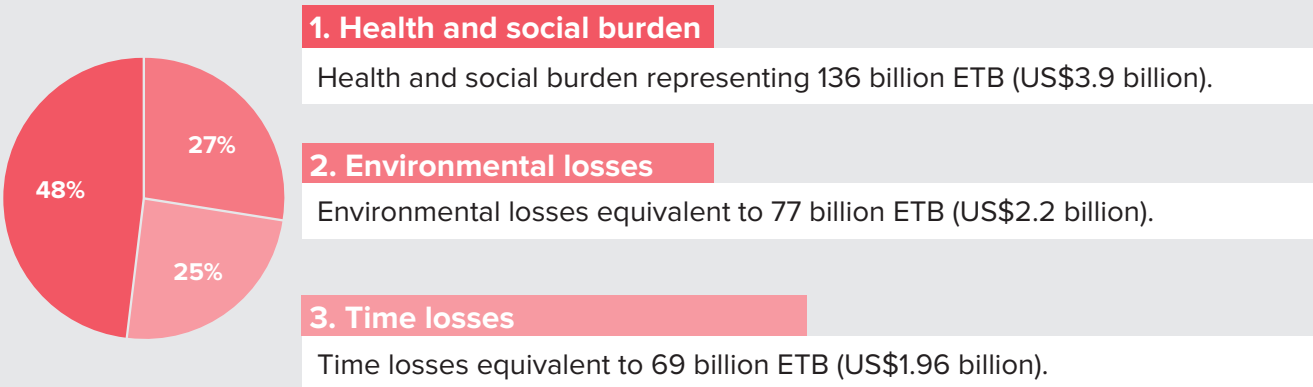 1. Health and social burden
Health and social burden representing 136 billion ETB (US$3.9 billion).
27%
48%
2. Environmental losses
Environmental losses equivalent to 77 billion ETB (US$2.2 billion).
25%
3. Time losses
Time losses equivalent to 69 billion ETB (US$1.96 billion).